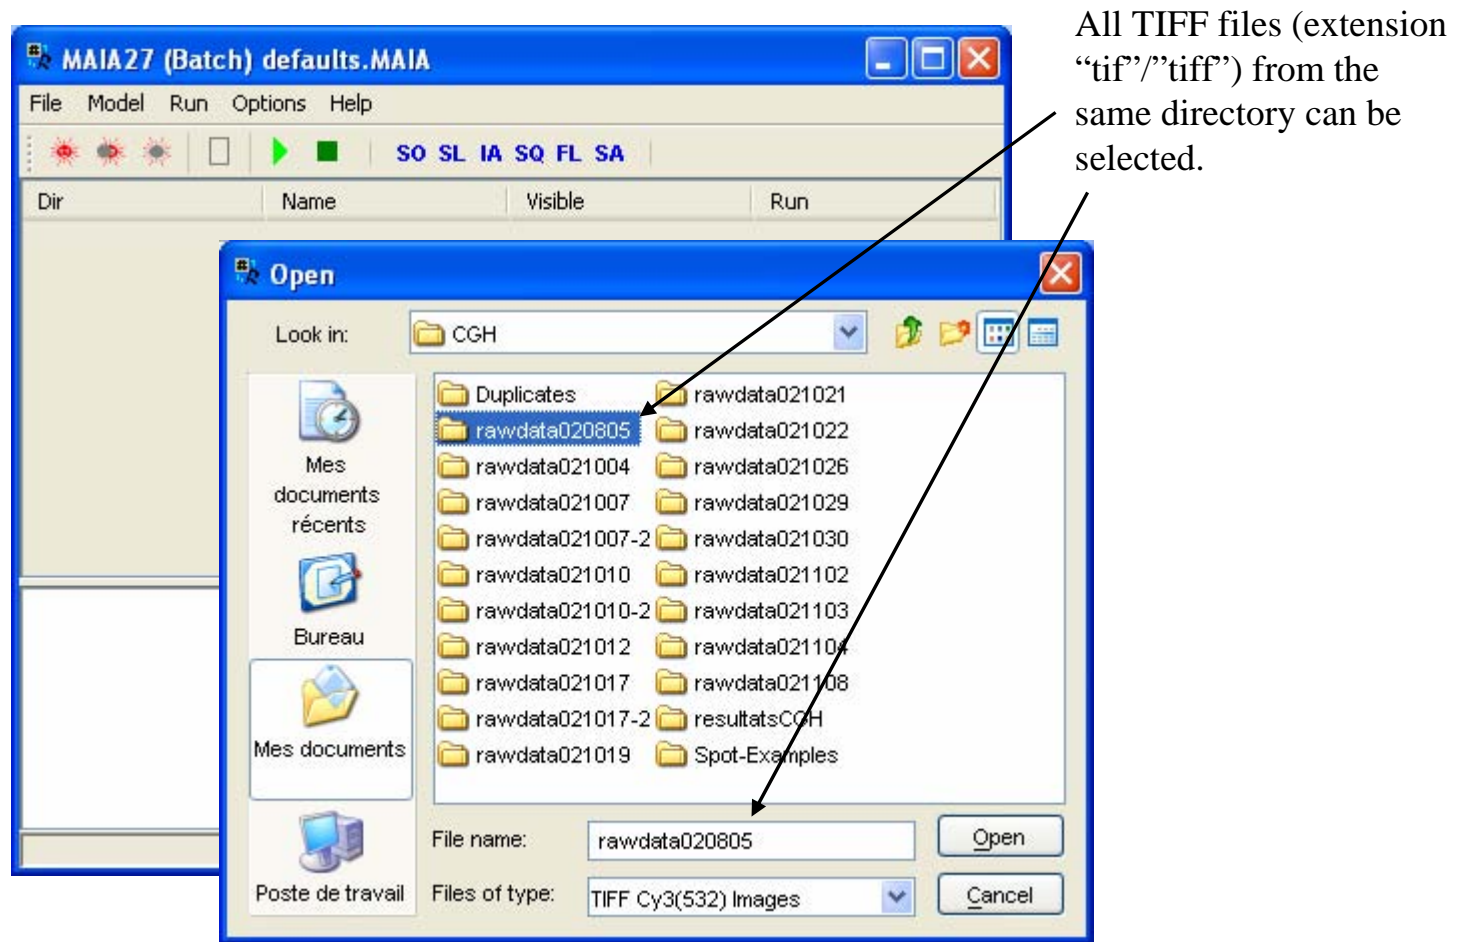 All TIFF files (extension
“tif”/”tiff”) from the
same directory can be
selected.
MAIA27 (Batch) defaults.MAIA
File Model Run Options Help
SO SL IA SQ FL SA
Dir Name Visible Run
Open
Look in: CGH
Duplicates rawdata021021
rawdata020805 rawdata021022
rawdata021004 rawdata021026
rawdata021007 rawdata021029
rawdata021007-2 rawdata021030
rawdata021010 rawdata021102
rawdata021010-2 rawdata021103
rawdata021012 rawdata021104
rawdata021017 rawdata021108
rawdata021017-2 resultatsCGH
rawdata021019 Spot-Examples
Mes
documents
récents
Bureau
Mes documents
Poste de travail
File name: rawdata020805 Open
Files of type: TIFF Cy3(532) Images Cancel